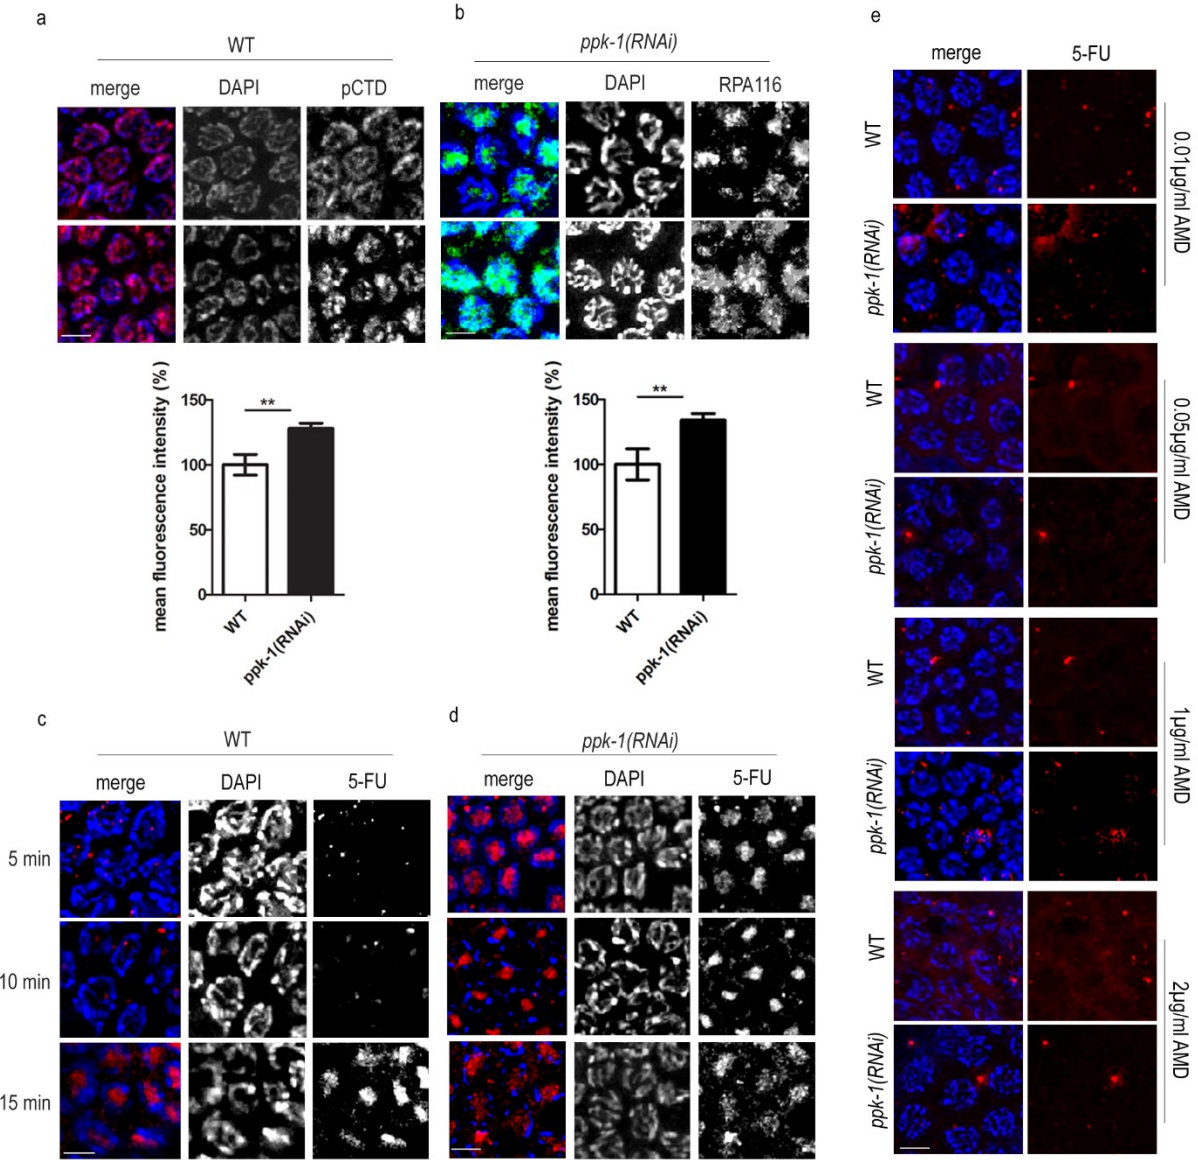 a
WT
merge DAPI pCTD
mean fluorescence intensity (%)
150
100
50
0
**
WT
ppk-1(RNAi)
b
ppk-1(RNAi)
merge DAPI RPA116
mean fluorescence intensity (%)
150
100
50
0
**
WT
ppk-1(RNAi)
c
WT
merge DAPI 5-FU
5 min
10 min
15 min
d
ppk-1(RNAi)
merge DAPI 5-FU
e
merge 5-FU
WT
ppk-1(RNAi)
0.01µg/ml AMD
WT
ppk-1(RNAi)
0.05µg/ml AMD
WT
ppk-1(RNAi)
1µg/ml AMD
WT
ppk-1(RNAi)
2µg/ml AMD